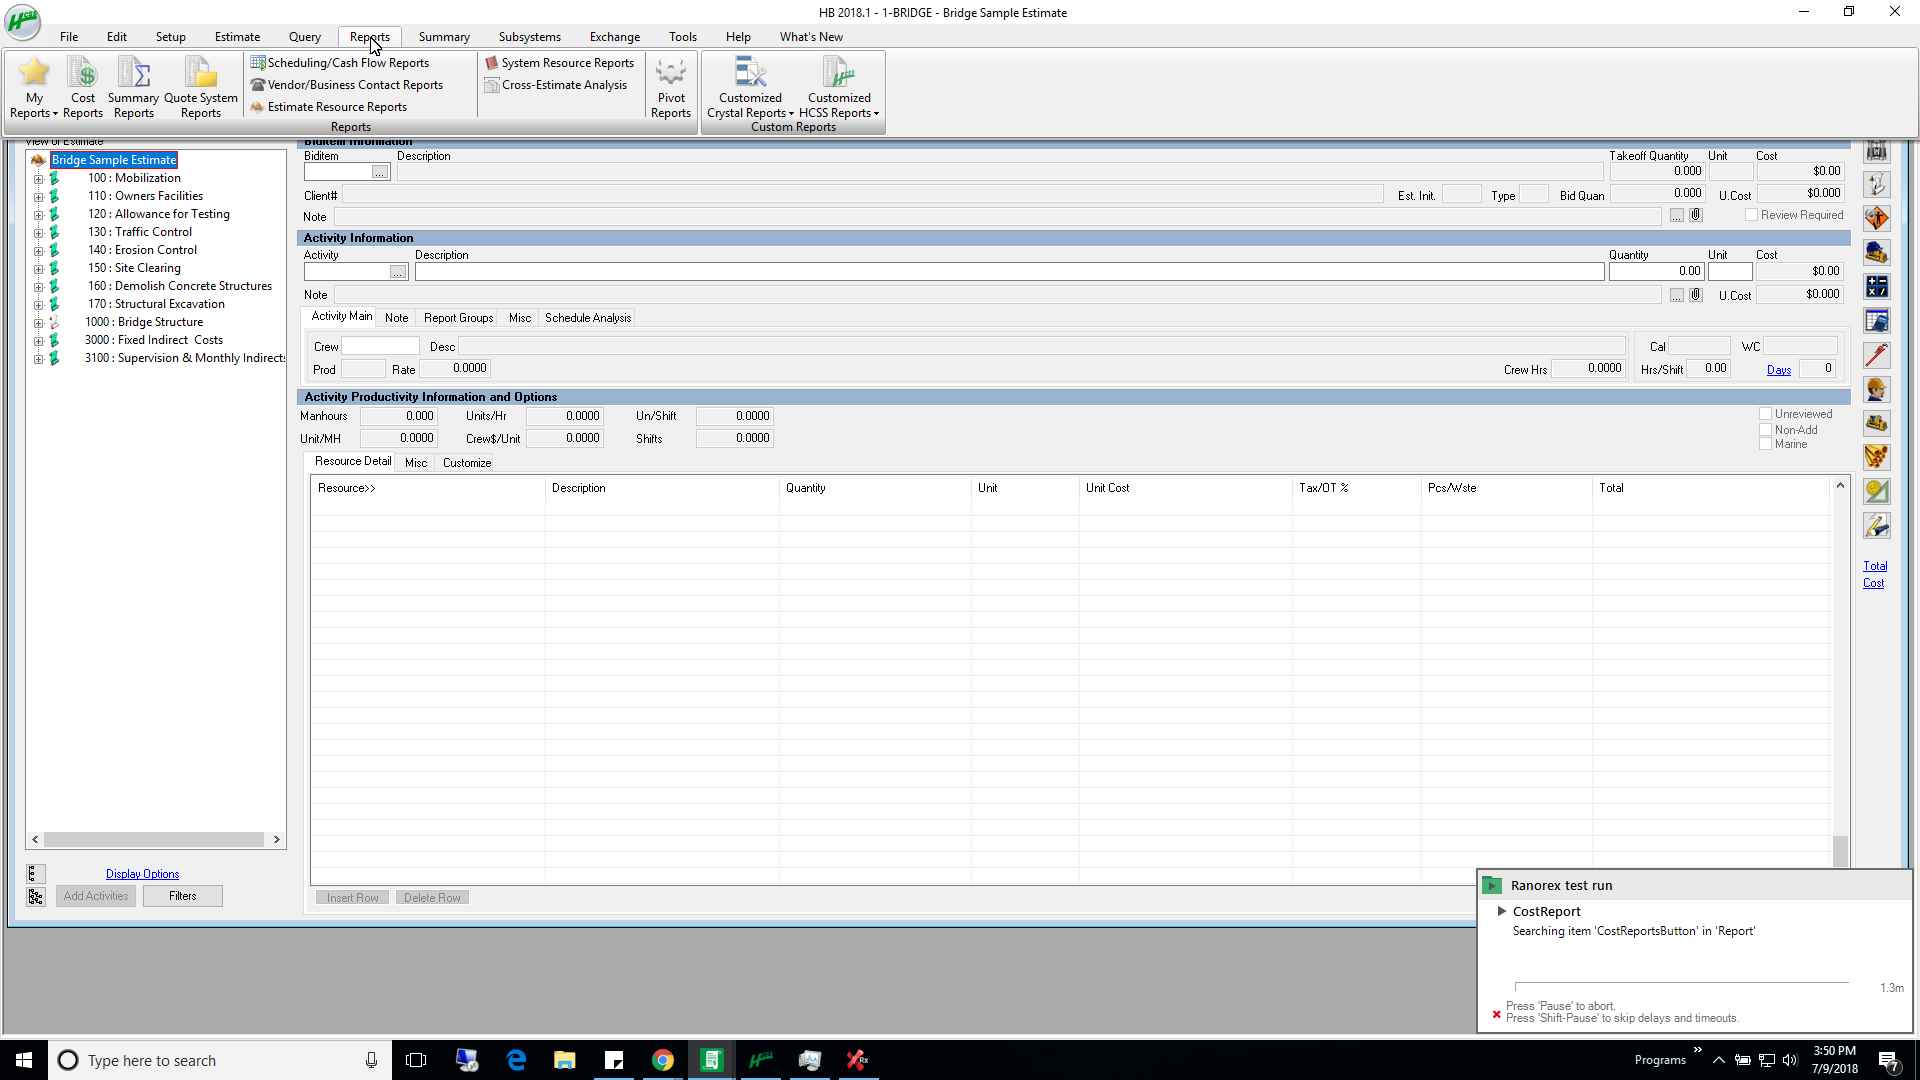 HB 2018.1 - 1-BRIDGE - Bridge Sample Estimate
HCSS
File Edit Setup Estimate Query Reports Summary Subsystems Exchange Tools Help What's New
My Reports
Cost Reports
Summary Reports
Quote System Reports
Scheduling/Cash Flow Reports
Vendor/Business Contact Reports
Estimate Resource Reports
System Resource Reports
Cross-Estimate Analysis
Pivot Reports
Customized Crystal Reports
Customized HCSS Reports
Reports
Custom Reports
View of Estimate
Bridge Sample Estimate
100 : Mobilization
110 : Owners Facilities
120 : Allowance for Testing
130 : Traffic Control
140 : Erosion Control
150 : Site Clearing
160 : Demolish Concrete Structures
170 : Structural Excavation
1000 : Bridge Structure
3000 : Fixed Indirect Costs
3100 : Supervision & Monthly Indirects
Display Options
Add Activities Filters
Biditem Information
Biditem Description Takeoff Quantity Unit Cost
... 0.000 $0.00
Client# Est. Init. Type Bid Quan 0.000 U.Cost $0.000
Note ... Review Required
Activity Information
Activity Description Quantity Unit Cost
... 0.00 $0.00
Note ... U.Cost $0.000
Activity Main Note Report Groups Misc Schedule Analysis
Crew Desc Cal WC
Prod Rate 0.0000 Crew Hrs 0.0000 Hrs/Shift 0.00 Days 0
Activity Productivity Information and Options
Manhours 0.000 Units/Hr 0.0000 Un/Shift 0.0000 Unreviewed
Unit/MH 0.0000 Crew$/Unit 0.0000 Shifts 0.0000 Non-Add
Marine
Resource Detail Misc Customize
Resource>> Description Quantity Unit Unit Cost Tax/OT % Pcs/Wste Total
Insert Row Delete Row
Total
Cost
Ranorex test run
CostReport
Searching item 'CostReportsButton' in 'Report'
1.3m
Press 'Pause' to abort.
Press 'Shift-Pause' to skip delays and timeouts.
Type here to search
Programs
3:50 PM
7/9/2018
7